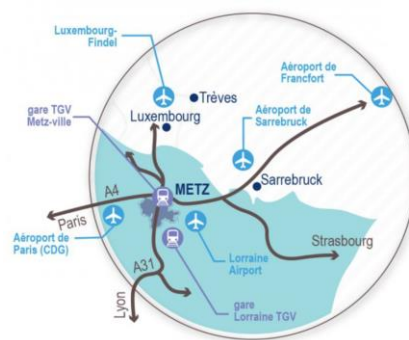 Luxembourg-
Findel
Aéroport de
Francfort
Trèves
gare TGV
Metz-ville
Luxembourg
Aéroport de
Sarrebruck
METZ
Sarrebruck
A4
Paris
Aéroport de
Paris (CDG)
Lorraine
Airport
Strasbourg
A31
gare
Lorraine TGV
Lyon